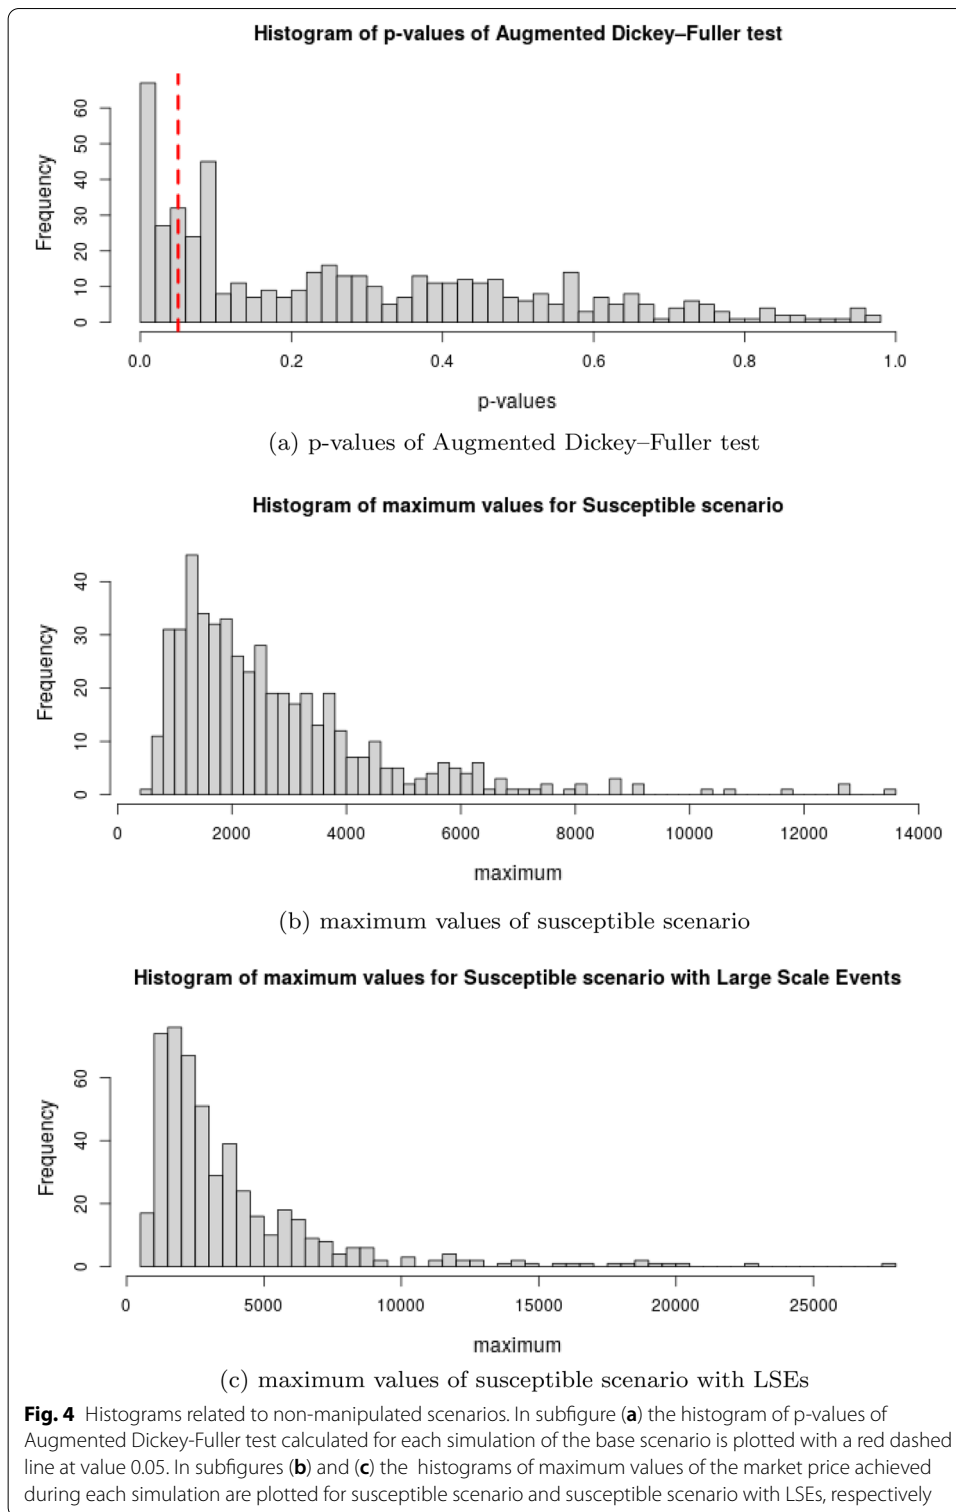 Histogram of p-values of Augmented Dickey–Fuller test
Frequency
60
50
40
30
20
10
0
0.0 0.2 0.4 0.6 0.8 1.0
p-values
(a) p-values of Augmented Dickey–Fuller test
Histogram of maximum values for Susceptible scenario
Frequency
40
30
20
10
0
0 2000 4000 6000 8000 10000 12000 14000
maximum
(b) maximum values of susceptible scenario
Histogram of maximum values for Susceptible scenario with Large Scale Events
Frequency
60
40
20
0
0 5000 10000 15000 20000 25000
maximum
(c) maximum values of susceptible scenario with LSEs
Fig. 4 Histograms related to non-manipulated scenarios. In subfigure (a) the histogram of p-values of
Augmented Dickey-Fuller test calculated for each simulation of the base scenario is plotted with a red dashed
line at value 0.05. In subfigures (b) and (c) the histograms of maximum values of the market price achieved
during each simulation are plotted for susceptible scenario and susceptible scenario with LSEs, respectively